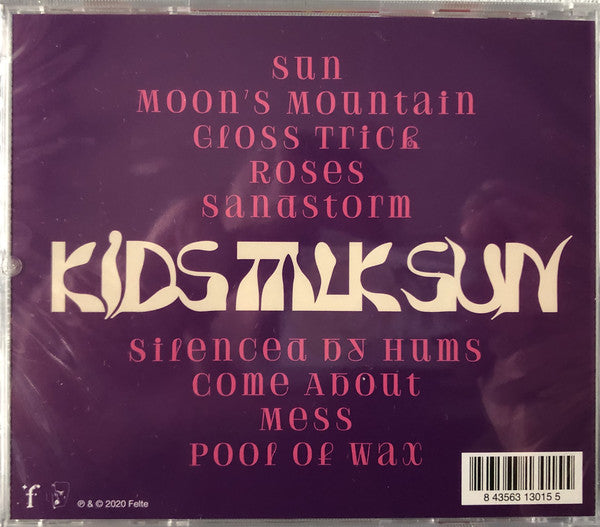 Sun
Moon's Mountain
Gloss Trick
Roses
Sandstorm
KIDS TALK SUN
Silenced by Hums
Come About
Mess
Pool of Wax
f
℗ & © 2020 Felte
8 43563 13015 5